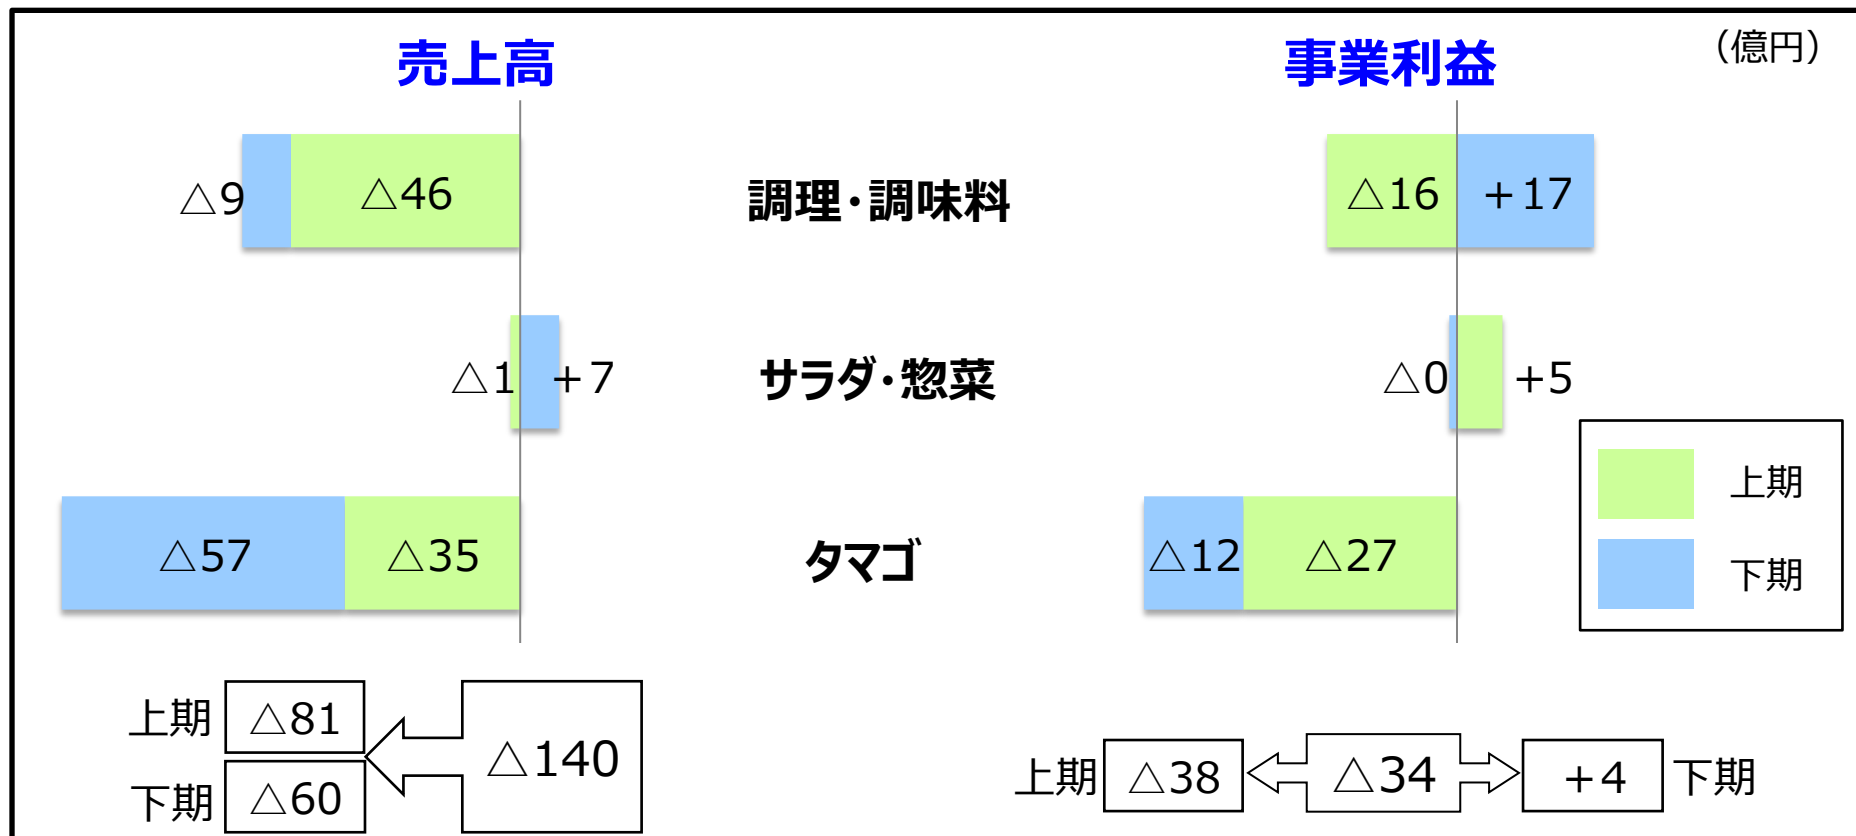 売上高
事業利益
（億円）
△9
△46
調理・調味料
△16
＋17
△1
＋7
サラダ・惣菜
△0
+5
△57
△35
タマゴ
△12
△27
上期
下期
上期
△81
下期
△60
△140
上期
△38
△34
+4
下期